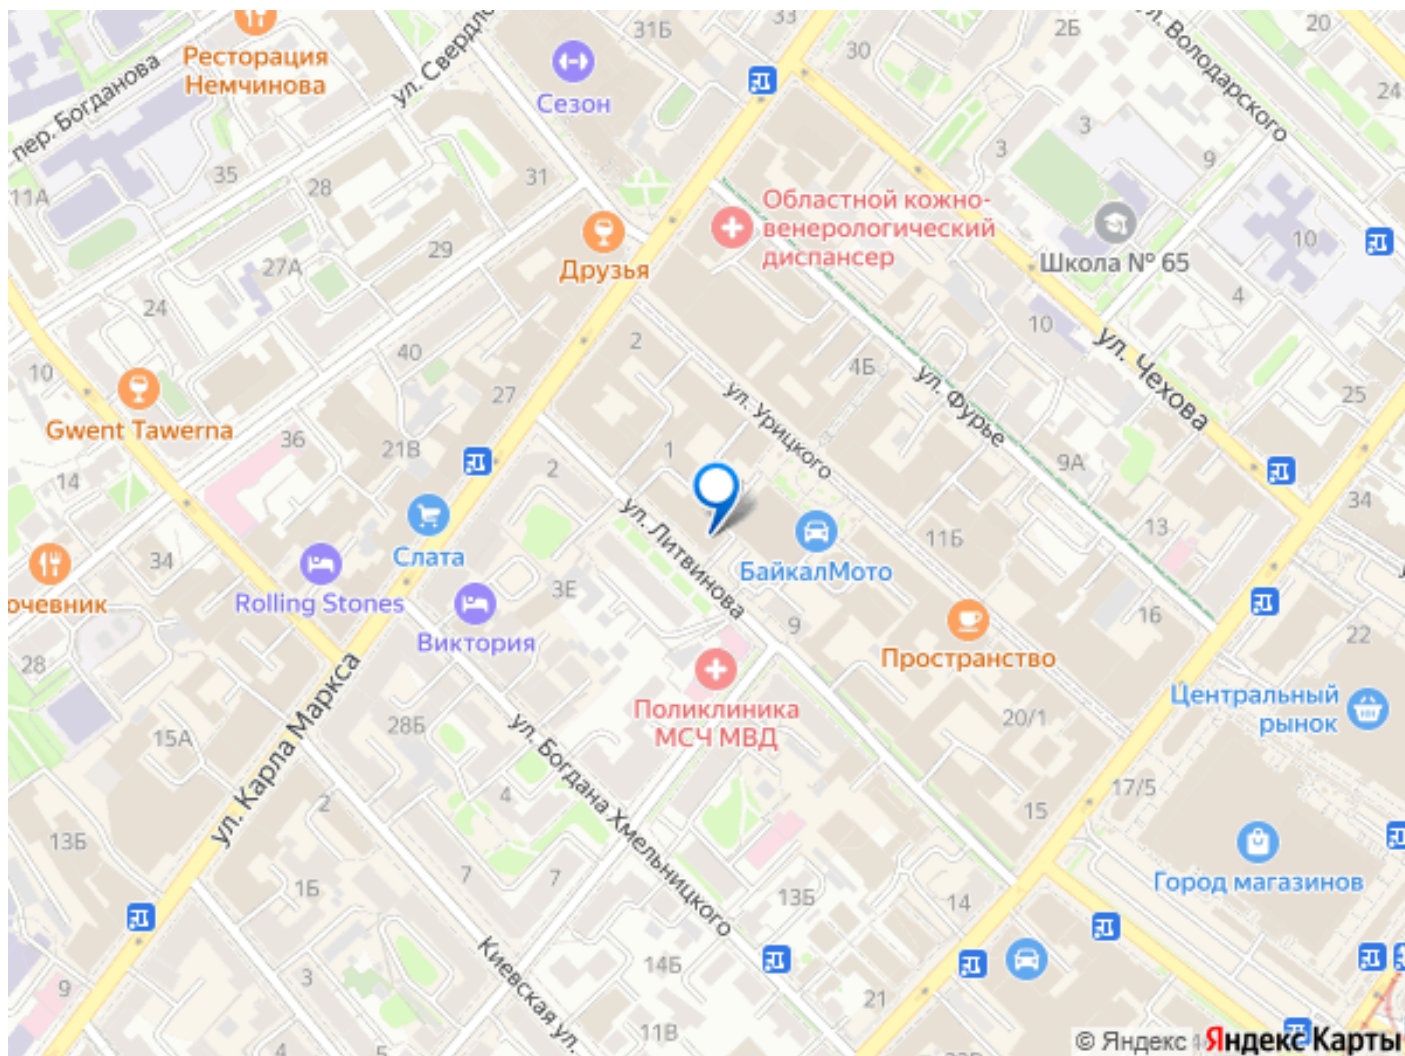 Ресторация
Немчинова
пер. Богданова
ул. Свердло
31Б
Сезон
30
2Б
ул. Володарского
20
24
11А
35
28
31
3
3
9
Областной кожно-
венерологический
диспансер
Школа № 65
10
29
27А
Друзья
24
4
10
ул. Чехова
40
2
4Б
ул. Фурье
10
27
25
Gwent Tawerna
ул. Урицкого
36
21В
1
14
2
9А
34
ул. Литвинова
Слата
13
11Б
34
БайкалМото
очевник
Rolling Stones
3Е
Виктория
9
16
22
28
Пространство
ул. Карла Маркса
Поликлиника
МСЧ МВД
Центральный
рынок
15А
28Б
20/1
ул. Богдана Хмельницкого
2
4
17/5
15
13Б
7
7
1Б
13Б
14
Город магазинов
Киевская ул.
14Б
3
9
21
11В
4
© Яндекс Яндекс Карты